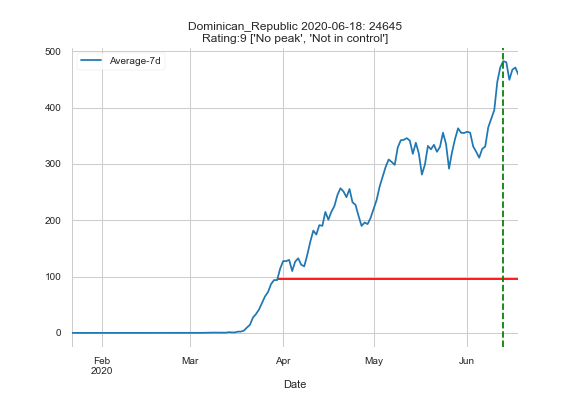 Dominican_Republic 2020-06-18: 24645
Rating:9 ['No peak', 'Not in control']
Average-7d
500
400
300
200
100
0
Feb
2020
Mar
Apr
May
Jun
Date